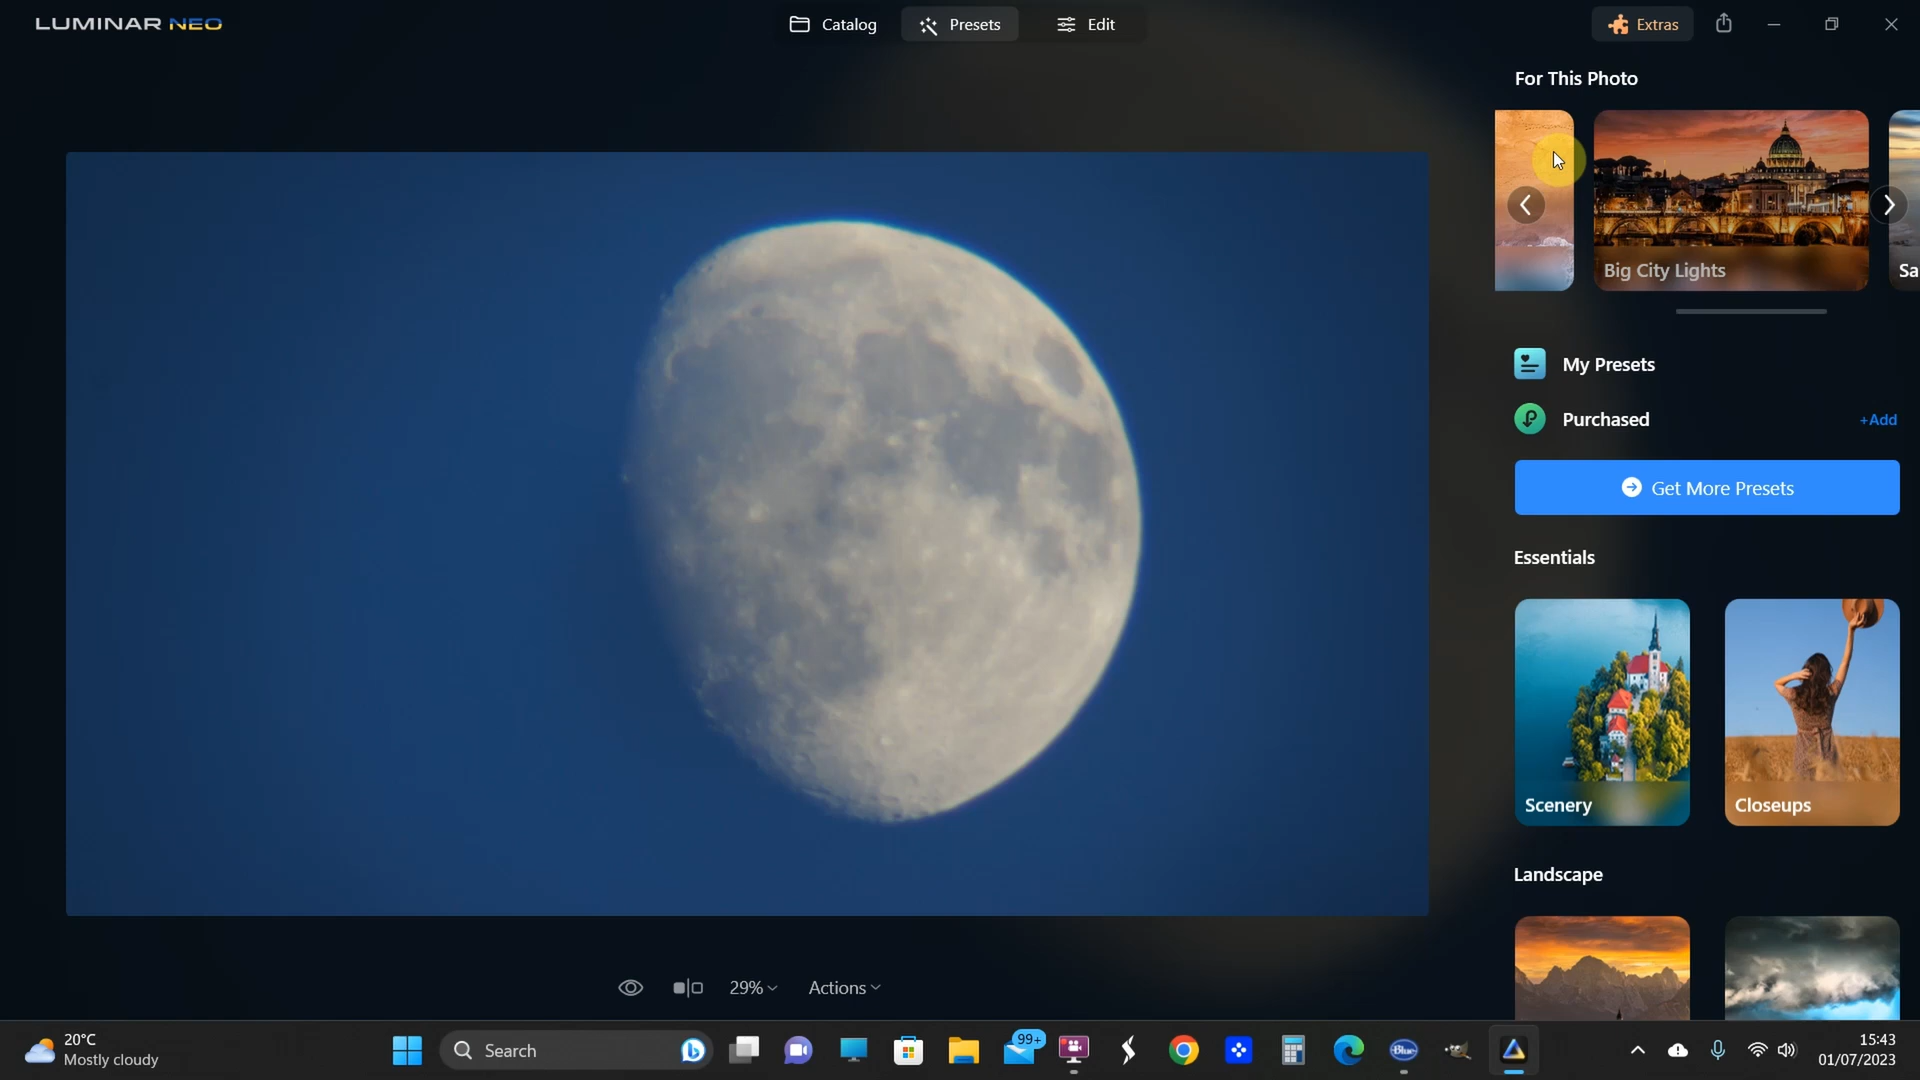 LUMINAR NEO
Catalog
Presets
Edit
Extras
For This Photo
Big City Lights
Sa
My Presets
Purchased
+Add
Get More Presets
Essentials
Scenery
Closeups
Landscape
29%
Actions
20°C
Mostly cloudy
Search
99+
Blue
15:43
01/07/2023